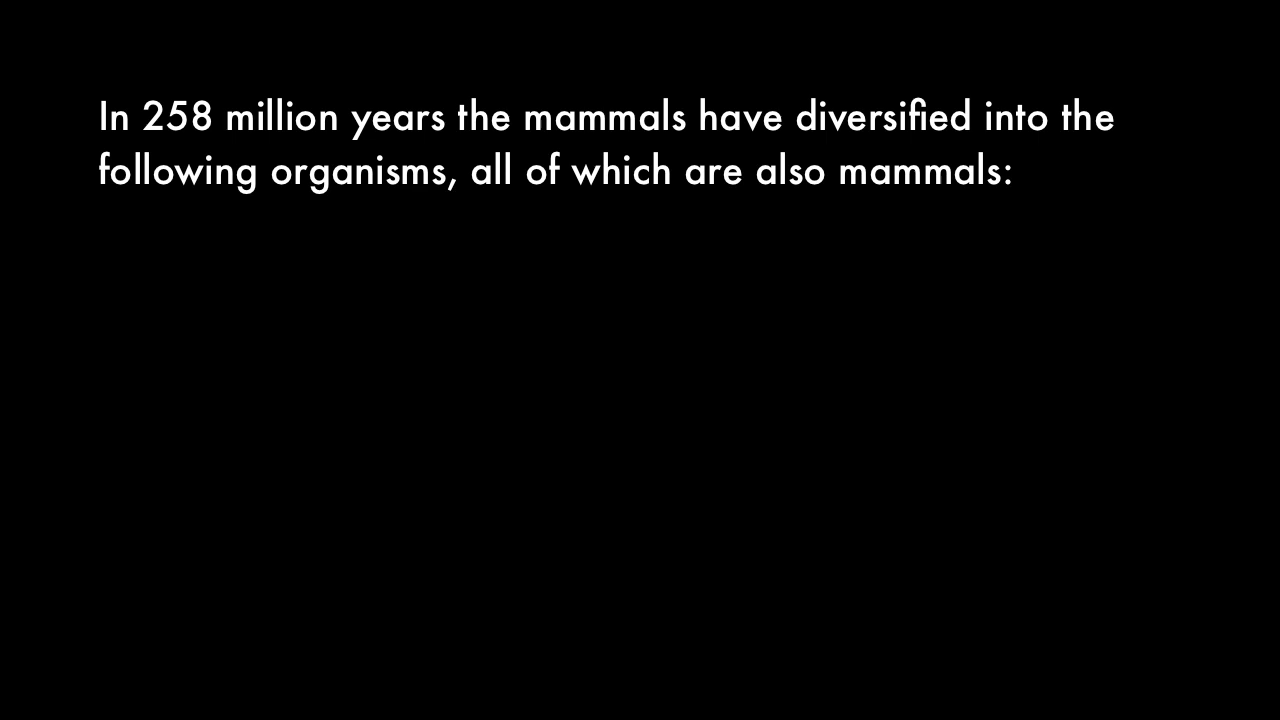 In 258 million years the mammals have diversified into the
following organisms, all of which are also mammals: